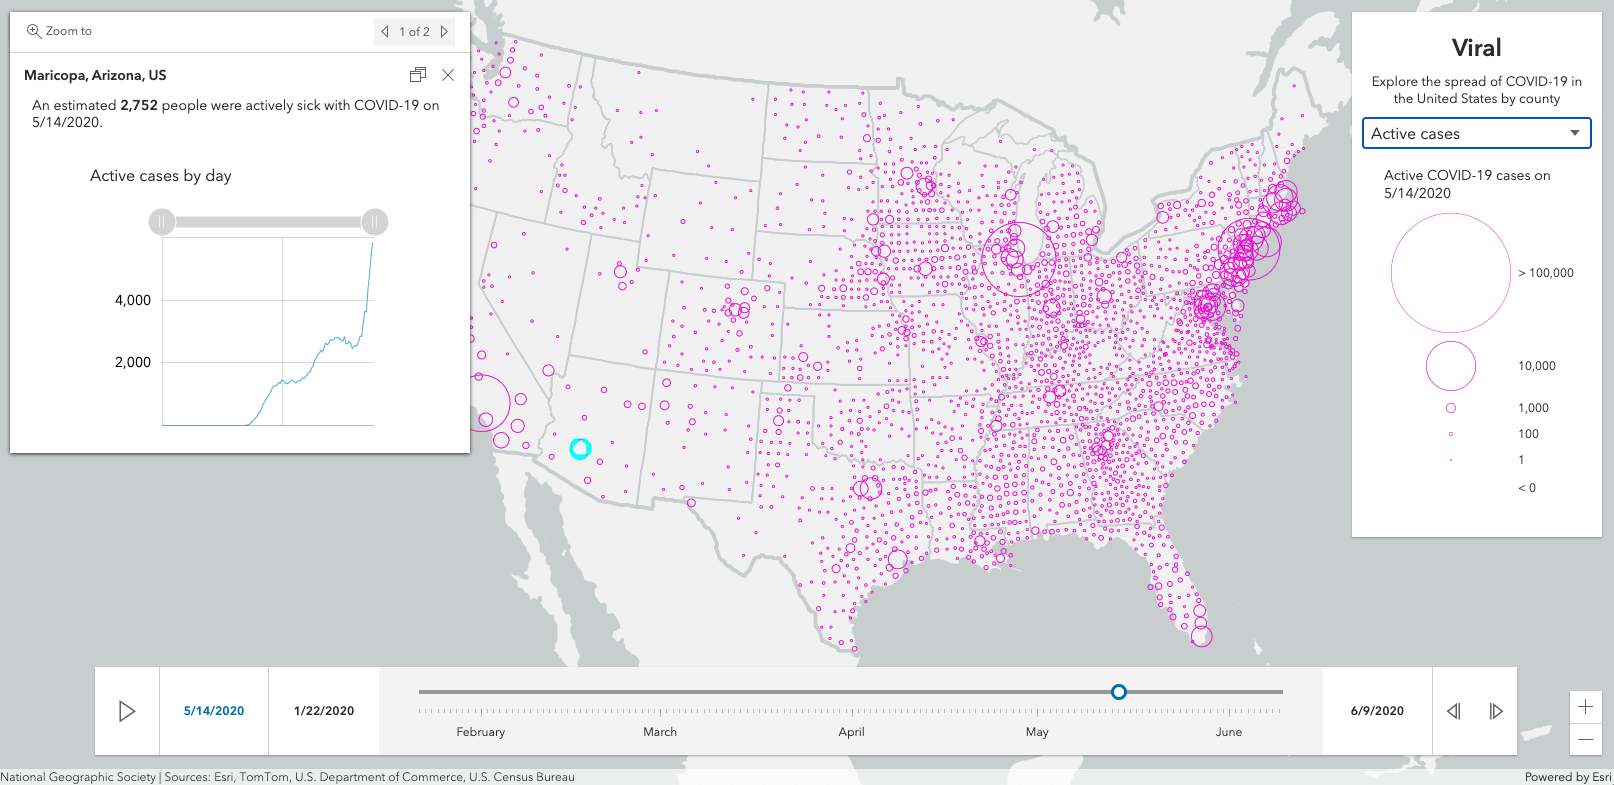 Zoom to
1 of 2
Maricopa, Arizona, US
An estimated 2,752 people were actively sick with COVID-19 on
5/14/2020.
Active cases by day
4,000
2,000
Viral
Explore the spread of COVID-19 in
the United States by county
Active cases
Active COVID-19 cases on
5/14/2020
> 100,000
10,000
1,000
100
1
< 0
5/14/2020
1/22/2020
February
March
April
May
June
6/9/2020
National Geographic Society | Sources: Esri, TomTom, U.S. Department of Commerce, U.S. Census Bureau
Powered by Esri